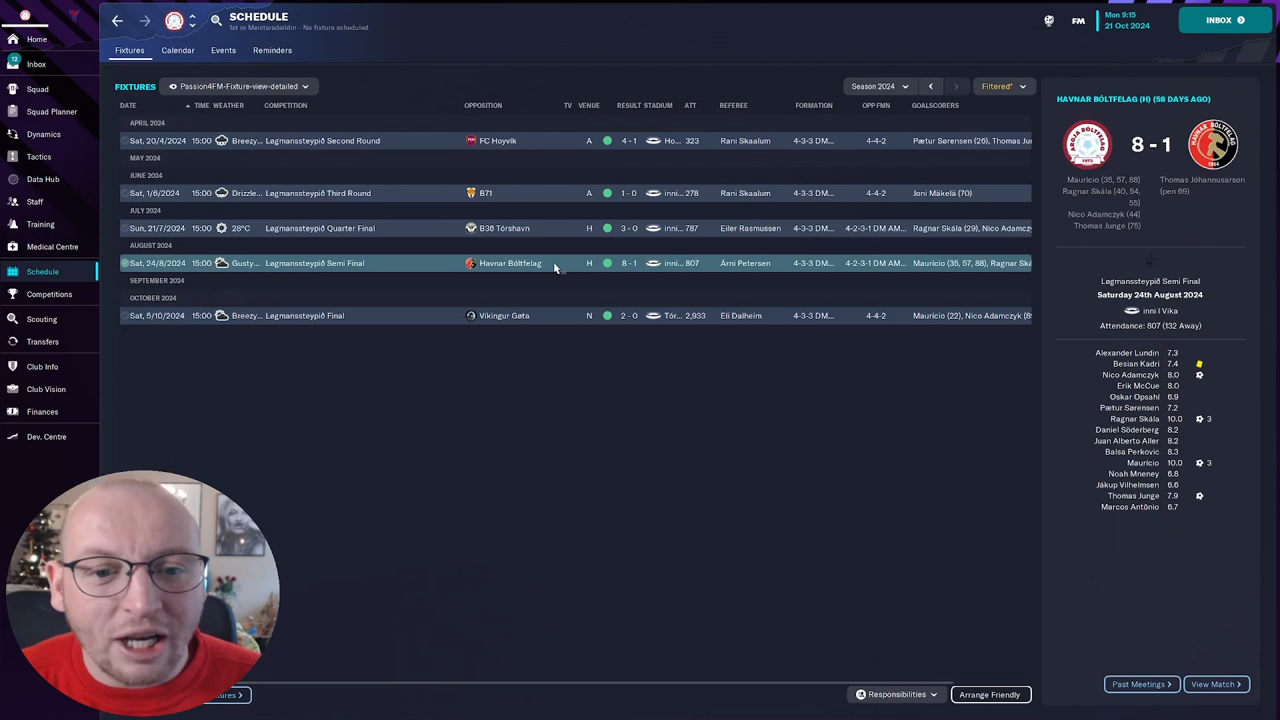 SCHEDULE
1st in Meistaradeildin - No fixture scheduled.
FM
Mon 9:15
21 Oct 2024
INBOX
Home
12
Inbox
Squad
Squad Planner
Dynamics
Tactics
Data Hub
Staff
Training
Medical Centre
Schedule
Competitions
Scouting
Transfers
Club Info
Club Vision
Finances
Dev. Centre
Fixtures Calendar Events Reminders
FIXTURES Passion4FM-Fixture-view-detailed Season 2024 Filtered*
DATE TIME WEATHER COMPETITION OPPOSITION TV VENUE RESULT STADIUM ATT REFEREE FORMATION OPP FMN GOALSCORERS
APRIL 2024
Sat, 20/4/2024 15:00 Breezy... Løgmanssteypið Second Round FC Hoyvík A 4 - 1 Ho... 323 Rani Skaalum 4-3-3 DM... 4-4-2 Pætur Sørensen (26), Thomas Jun
MAY 2024
JUNE 2024
Sat, 1/6/2024 15:00 Drizzle... Løgmanssteypið Third Round B71 A 1 - 0 inni... 278 Rani Skaalum 4-3-3 DM... 4-4-2 Joni Mäkelä (70)
JULY 2024
Sun, 21/7/2024 15:00 28°C Løgmanssteypið Quarter Final B36 Tórshavn H 3 - 0 inni... 787 Eiler Rasmussen 4-3-3 DM... 4-2-3-1 DM AM... Ragnar Skála (29), Nico Adamcz
AUGUST 2024
Sat, 24/8/2024 15:00 Gusty... Løgmanssteypið Semi Final Havnar Bóltfelag H 8 - 1 inni... 807 Árni Petersen 4-3-3 DM... 4-2-3-1 DM AM... Maurício (35, 57, 88), Ragnar Ská
SEPTEMBER 2024
OCTOBER 2024
Sat, 5/10/2024 15:00 Breezy... Løgmanssteypið Final Víkingur Gøta N 2 - 0 Tór... 2,933 Eli Dalheim 4-3-3 DM... 4-4-2 Maurício (22), Nico Adamczyk (8
HAVNAR BÓLTFELAG (H) (58 DAYS AGO)
ARGJA BÓLTFELAG
1973
8 - 1
HAVNAR BÓLTFELAG
1904
Maurício (35, 57, 88)
Ragnar Skála (40, 54,
55)
Nico Adamczyk (44)
Thomas Junge (75)
Thomas Jóhannusarson
(pen 69)
Løgmanssteypið Semi Final
Saturday 24th August 2024
inni í Vika
Attendance: 807 (132 Away)
Alexander Lundin 7.3
Besian Kadri 7.4
Nico Adamczyk 8.0
Erik McCue 8.0
Oskar Opsahl 6.9
Pætur Sørensen 7.2
Ragnar Skála 10.0 3
Daniel Söderberg 8.2
Juan Alberto Aller 8.2
Balsa Perkovic 8.3
Maurício 10.0 3
Noah Mneney 6.8
Jákup Vilhelmsen 6.6
Thomas Junge 7.9
Marcos Antônio 6.7
Responsibilities Arrange Friendly
Past Meetings View Match